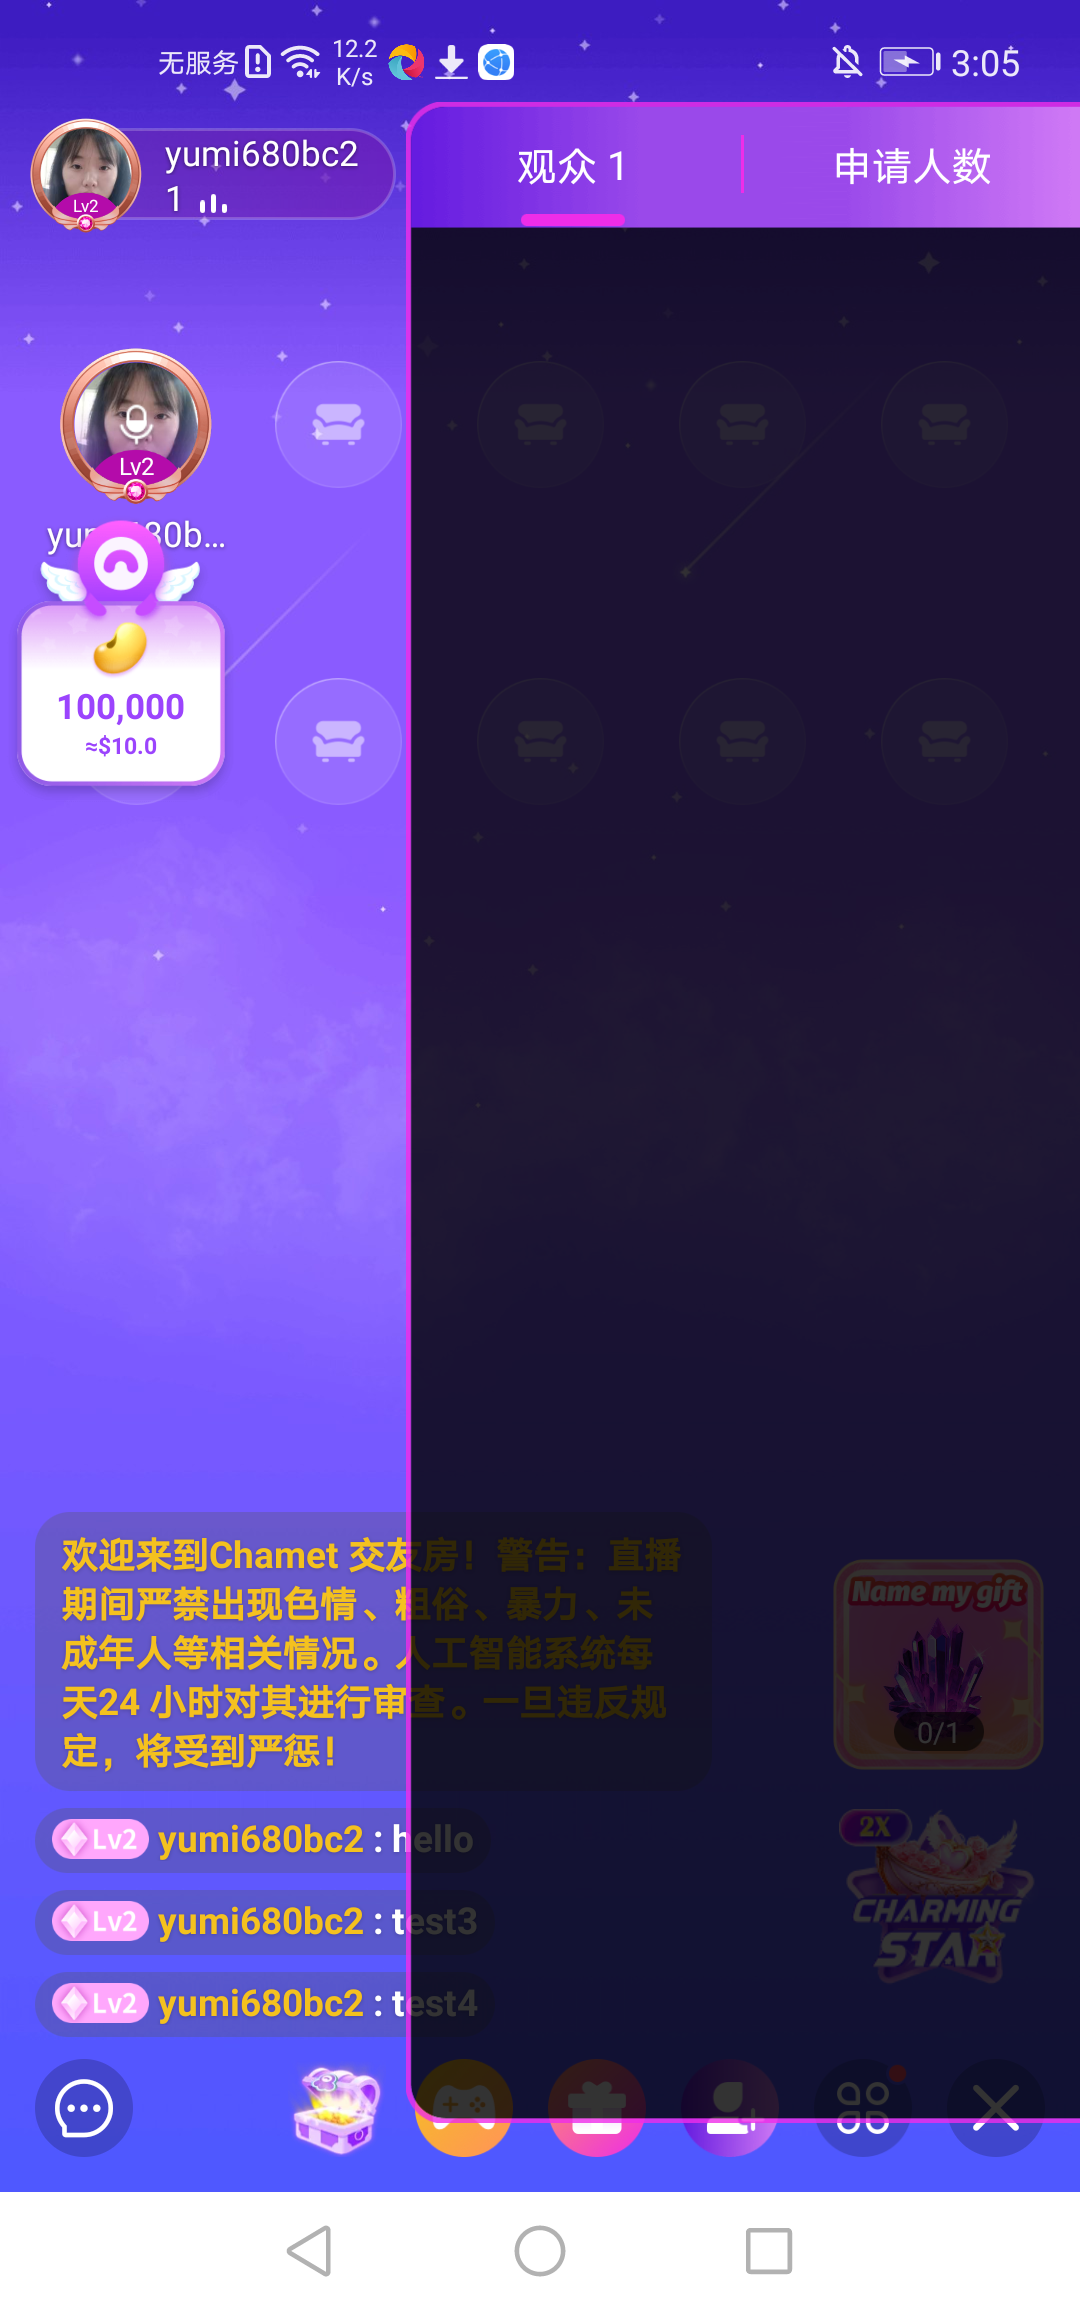 无服务
12.2
K/s
3:05
yumi680bc2
1
Lv2
观众 1
申请人数
Lv2
100,000
≈$10.0
欢迎来到Chamet 交友房！警告：直播
期间严禁出现色情、粗俗、暴力、未
成年人等相关情况。人工智能系统每
天24 小时对其进行审查。一旦违反规
定，将受到严惩！
Name my gift
0/1
Lv2 yumi680bc2 : hello
2X
CHARMING
STAR
Lv2 yumi680bc2 : test3
Lv2 yumi680bc2 : test4